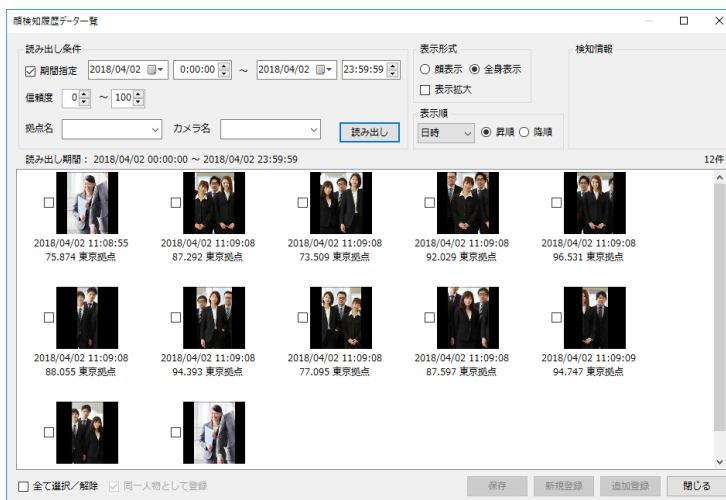 顔検知履歴データ一覧
読み出し条件
期間指定 2018/04/02 0:00:00 ～ 2018/04/02 23:59:59
信頼度 0 ～ 100
拠点名 カメラ名 読み出し
表示形式
顔表示 全身表示
表示拡大
表示順
日時 昇順 降順
検知情報
読み出し期間： 2018/04/02 00:00:00 ～ 2018/04/02 23:59:59 12件
2018/04/02 11:08:55 2018/04/02 11:09:08 2018/04/02 11:09:08 2018/04/02 11:09:08 2018/04/02 11:09:08
75.874 東京拠点 87.292 東京拠点 73.509 東京拠点 92.029 東京拠点 96.531 東京拠点
2018/04/02 11:09:08 2018/04/02 11:09:08 2018/04/02 11:09:08 2018/04/02 11:09:08 2018/04/02 11:09:09
88.055 東京拠点 94.393 東京拠点 77.095 東京拠点 87.597 東京拠点 94.747 東京拠点
全て選択／解除 同一人物として登録 保存 新規登録 追加登録 閉じる